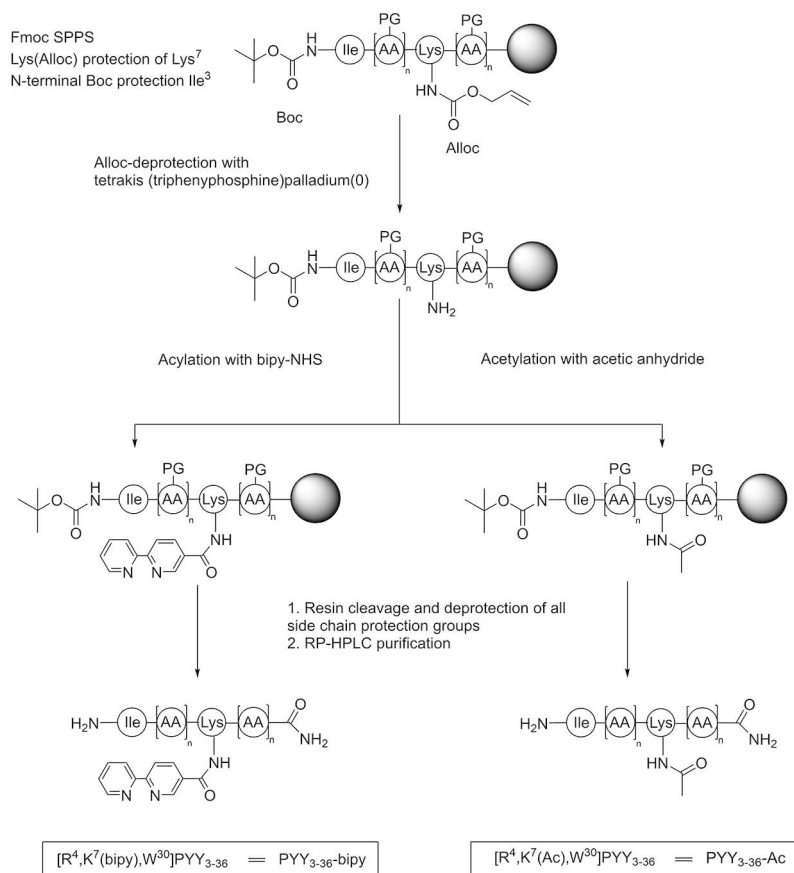 Fmoc SPPS
Lys(Alloc) protection of Lys⁷
N-terminal Boc protection Ile³
PG PG
O O N H Ile [AA]n Lys [AA]n
HN O O
Boc
Alloc
Alloc-deprotection with
tetrakis (triphenyphosphine)palladium(0)
PG PG
O O N H Ile [AA]n Lys [AA]n
NH₂
Acylation with bipy-NHS
Acetylation with acetic anhydride
PG PG
O O N H Ile [AA]n Lys [AA]n
N N O NH
PG PG
O O N H Ile [AA]n Lys [AA]n
HN O
1. Resin cleavage and deprotection of all
side chain protection groups
2. RP-HPLC purification
H₂N Ile [AA]n Lys [AA]n O NH₂
N N O NH
H₂N Ile [AA]n Lys [AA]n O NH₂
HN O
[R⁴,K⁷(bipy),W³⁰]PYY₃₋₃₆ = PYY₃₋₃₆-bipy
[R⁴,K⁷(Ac),W³⁰]PYY₃₋₃₆ = PYY₃₋₃₆-Ac